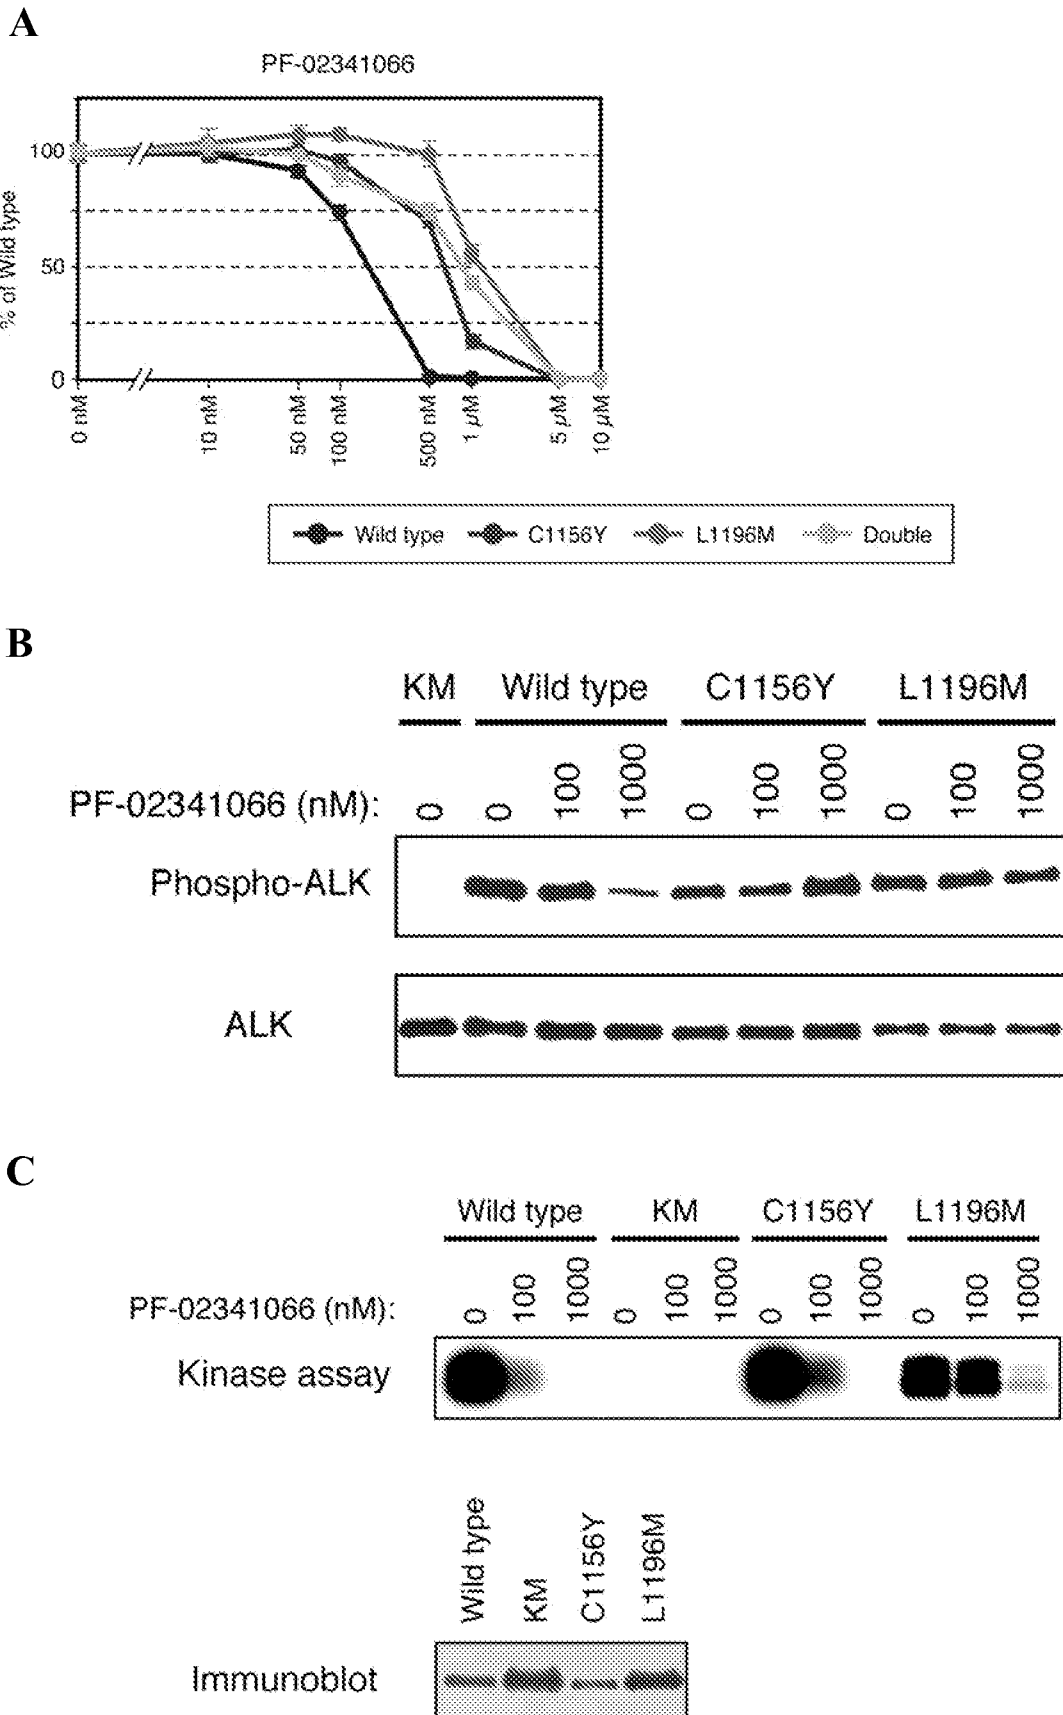 A
PF-02341066
% of Wild type
100
50
0
0 nM
10 nM
50 nM
100 nM
500 nM
1 µM
5 µM
10 µM
Wild type C1156Y L1196M Double
B
KM Wild type C1156Y L1196M
PF-02341066 (nM): 0 0 100 1000 0 100 1000 0 100 1000
Phospho-ALK
ALK
C
Wild type KM C1156Y L1196M
PF-02341066 (nM): 0 100 1000 0 100 1000 0 100 1000 0 100 1000
Kinase assay
Wild type KM C1156Y L1196M
Immunoblot